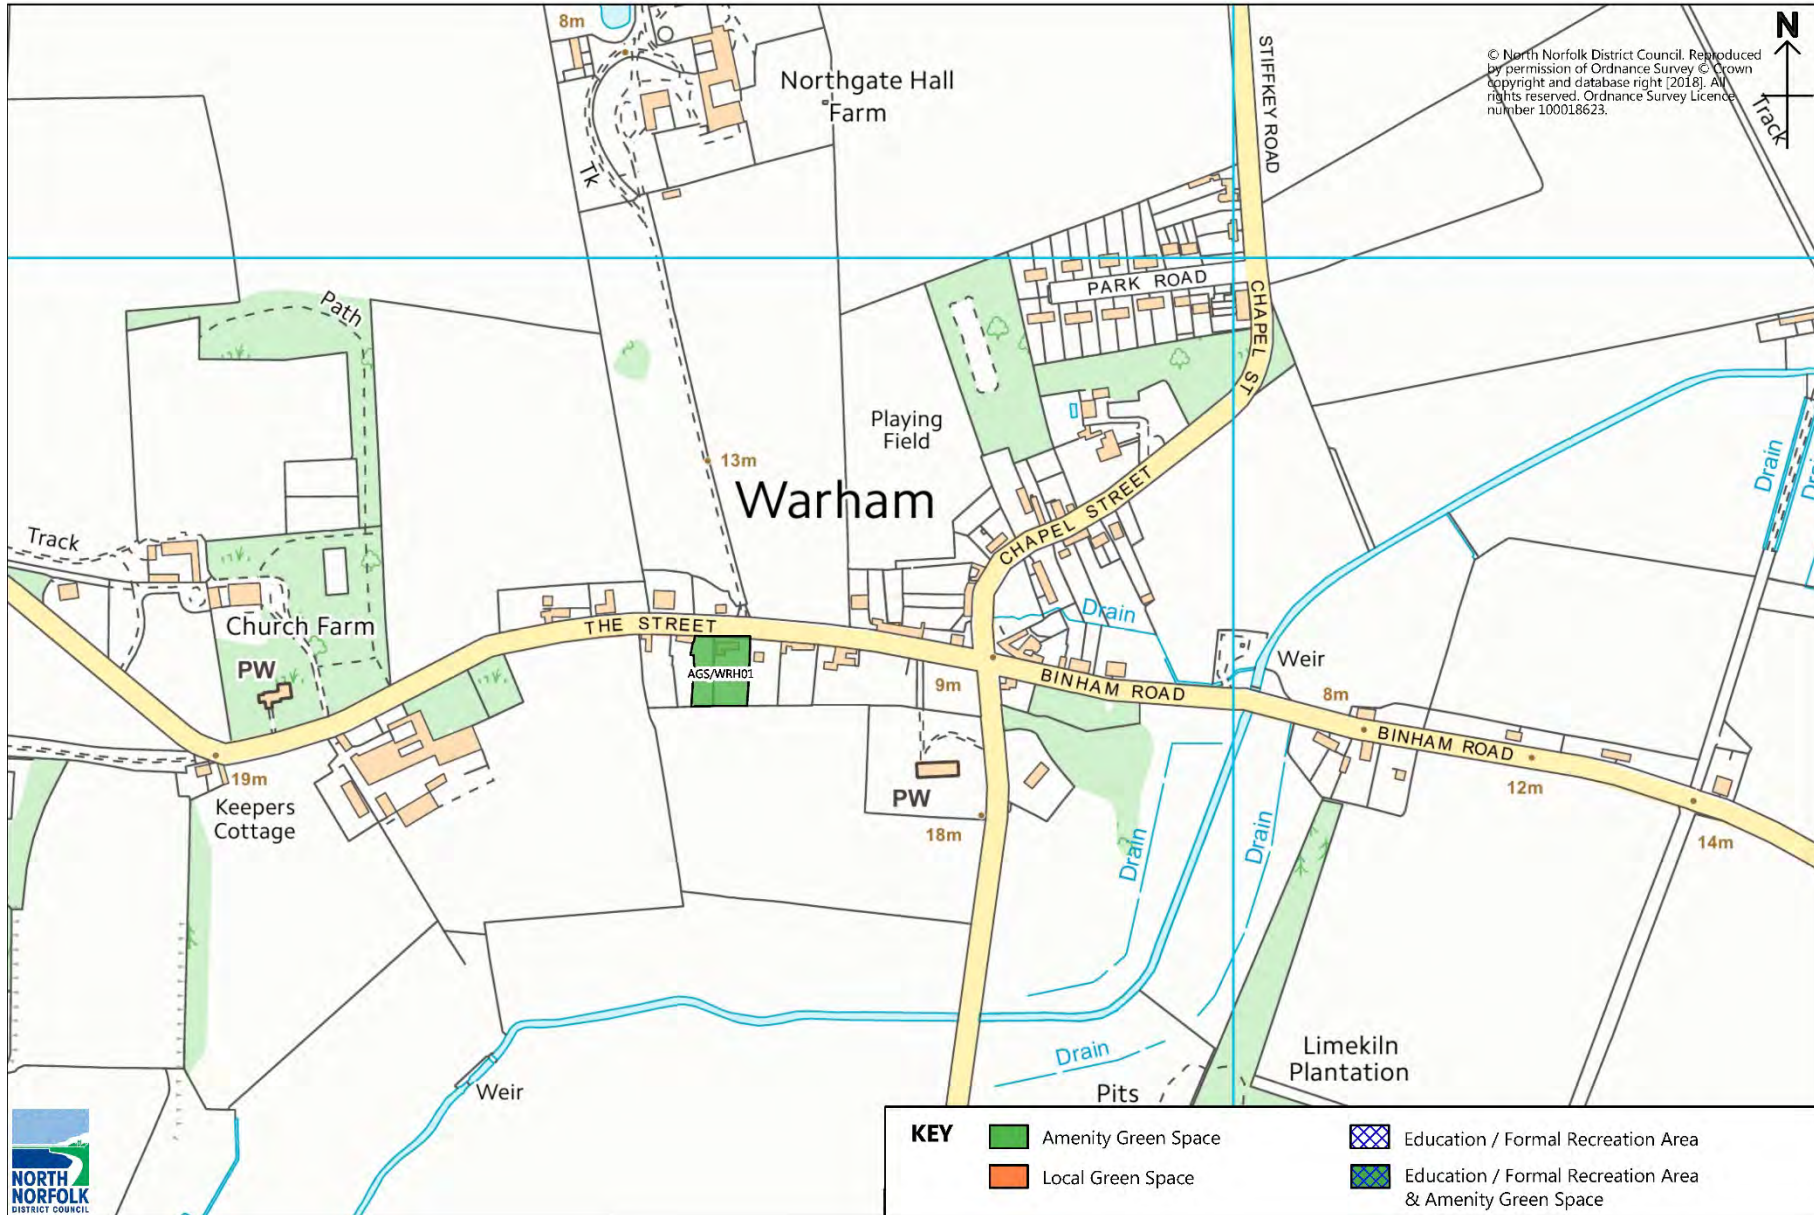 8m
Northgate Hall
Farm
Tk
STIFFKEY ROAD
© North Norfolk District Council. Reproduced
by permission of Ordnance Survey © Crown
copyright and database right [2018]. All
rights reserved. Ordnance Survey Licence
number 100018623.
N
Track
PARK ROAD
CHAPEL ST
Path
Playing
Field
13m
Warham
CHAPEL STREET
Drain
Track
Church Farm
PW
THE STREET
AGS/WRH01
Drain
Weir
9m
BINHAM ROAD
8m
BINHAM ROAD
12m
14m
19m
Keepers
Cottage
PW
18m
Drain
Drain
Weir
Drain
Pits
Limekiln
Plantation
KEY
Amenity Green Space
Local Green Space
Education / Formal Recreation Area
Education / Formal Recreation Area
& Amenity Green Space
NORTH
NORFOLK
DISTRICT COUNCIL